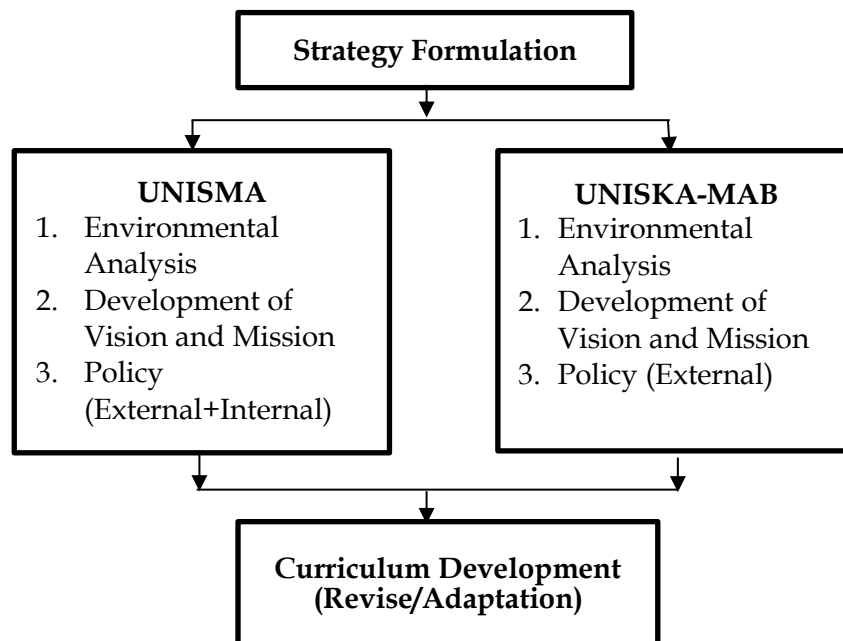 Strategy Formulation
UNISMA
1. Environmental
Analysis
2. Development of
Vision and Mission
3. Policy
(External+Internal)
UNISKA-MAB
1. Environmental
Analysis
2. Development of
Vision and Mission
3. Policy (External)
Curriculum Development
(Revise/Adaptation)